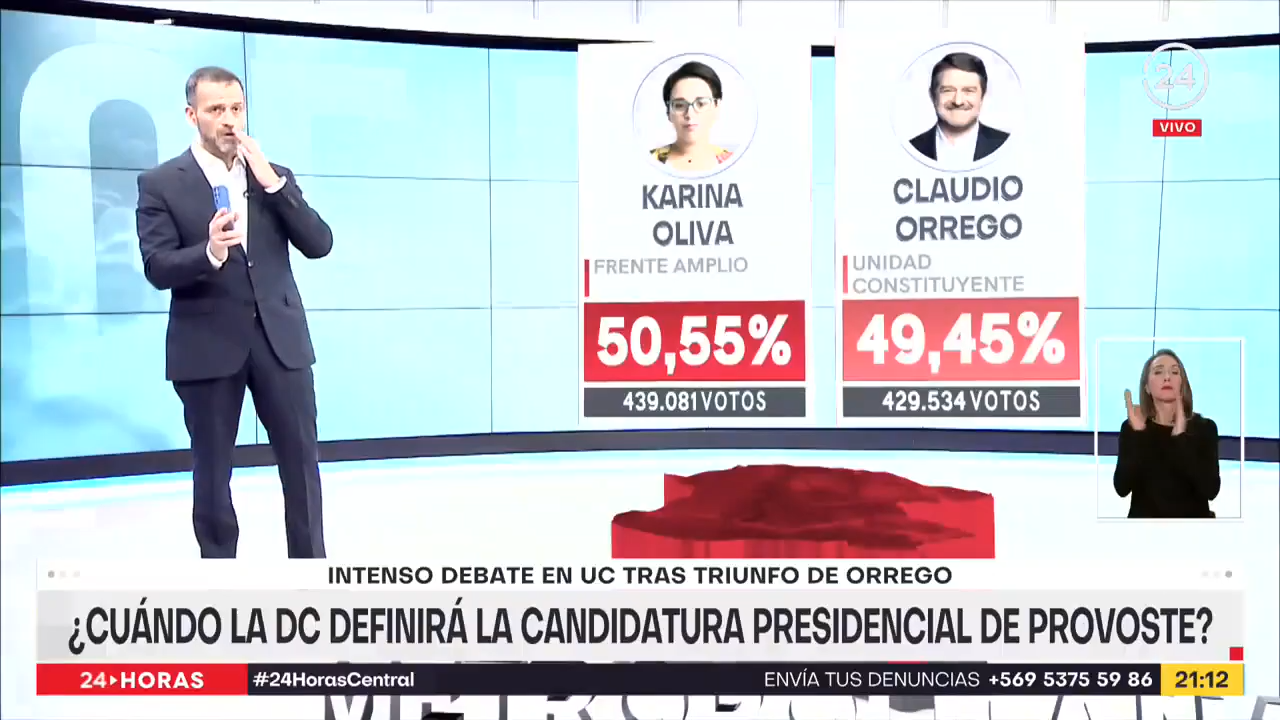 24
VIVO
KARINA
OLIVA
FRENTE AMPLIO
50,55%
439.081 VOTOS
CLAUDIO
ORREGO
UNIDAD
CONSTITUYENTE
49,45%
429.534 VOTOS
INTENSO DEBATE EN UC TRAS TRIUNFO DE ORREGO
¿CUÁNDO LA DC DEFINIRÁ LA CANDIDATURA PRESIDENCIAL DE PROVOSTE?
24 HORAS
#24HorasCentral
ENVÍA TUS DENUNCIAS +569 5375 59 86
21:12